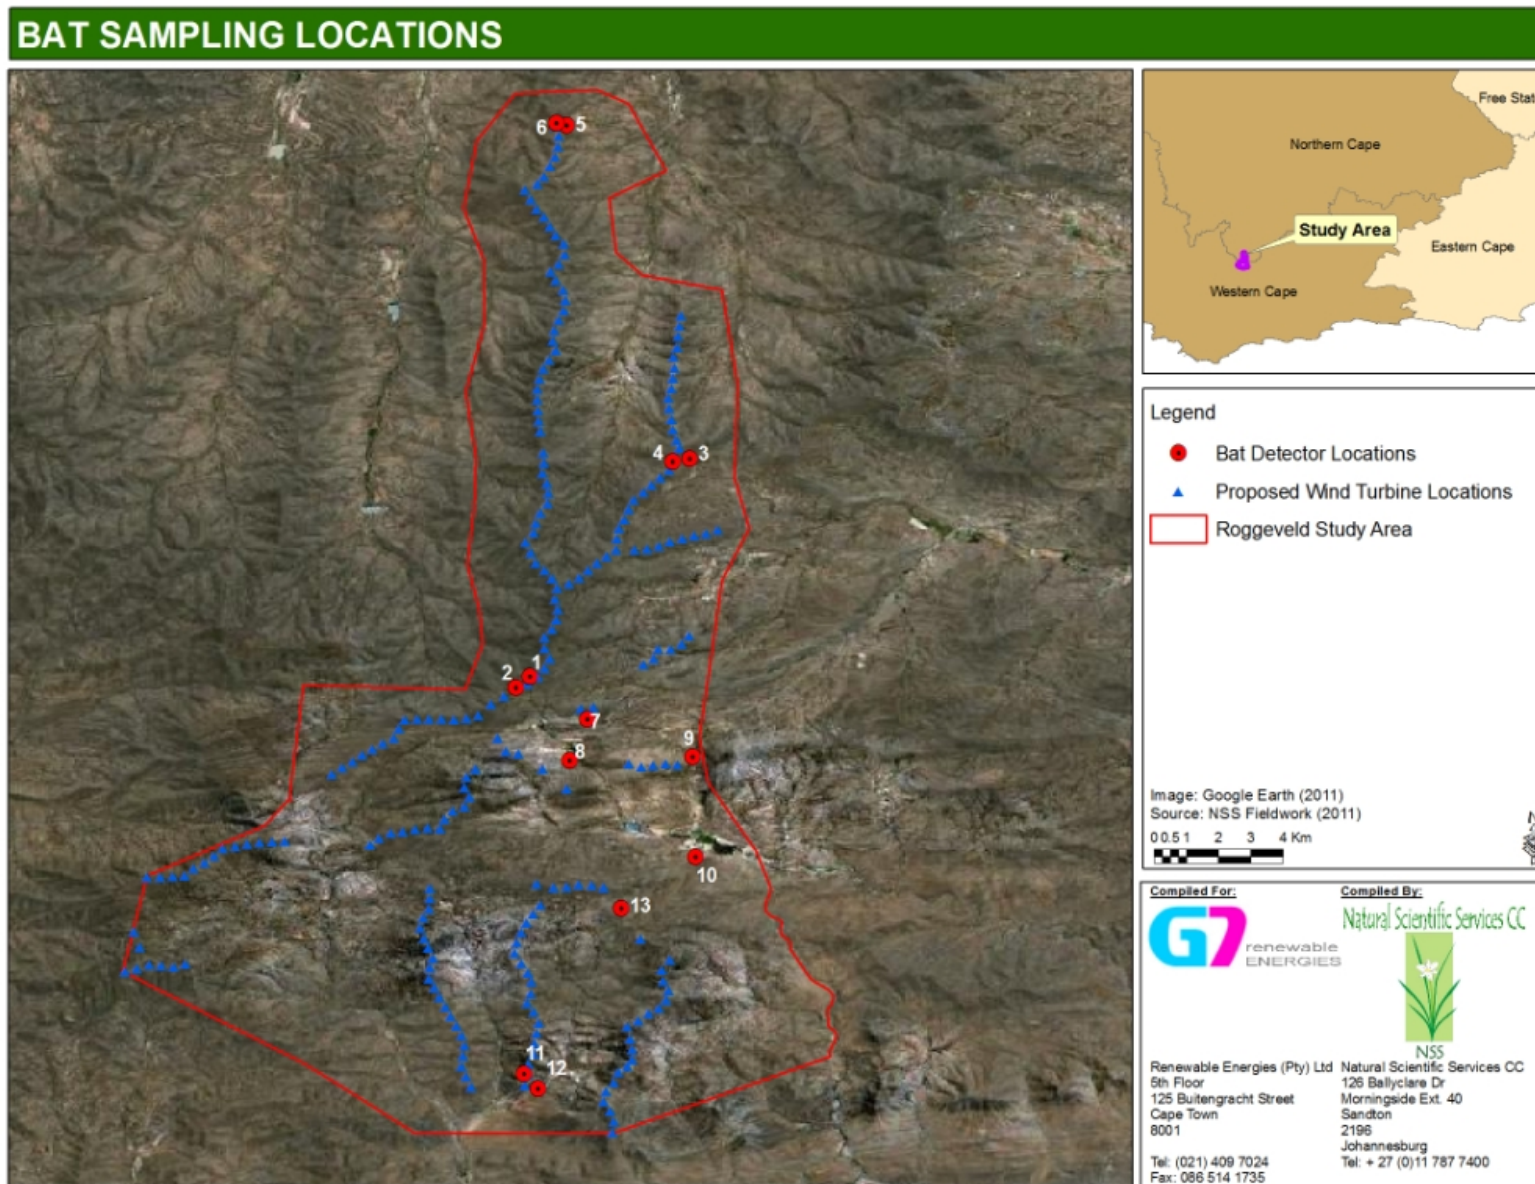 BAT SAMPLING LOCATIONS
6 5
4 3
2 1
7
8
9
10
13
11
12
Northern Cape
Study Area
Eastern Cape
Western Cape
Legend
Bat Detector Locations
Proposed Wind Turbine Locations
Roggeveld Study Area
Image: Google Earth (2011)
Source: NSS Fieldwork (2011)
0 0.5 1 2 3 4 Km
Compiled For:
G7 renewable
ENERGIES
Renewable Energies (Pty) Ltd
5th Floor
125 Buitengracht Street
Cape Town
8001
Tel: (021) 409 7024
Fax: 086 514 1735
Compiled By:
Natural Scientific Services CC
NSS
Natural Scientific Services CC
126 Ballyclare Dr
Morningside Ext. 40
Sandton
2196
Johannesburg
Tel: + 27 (0)11 787 7400
Free Stat